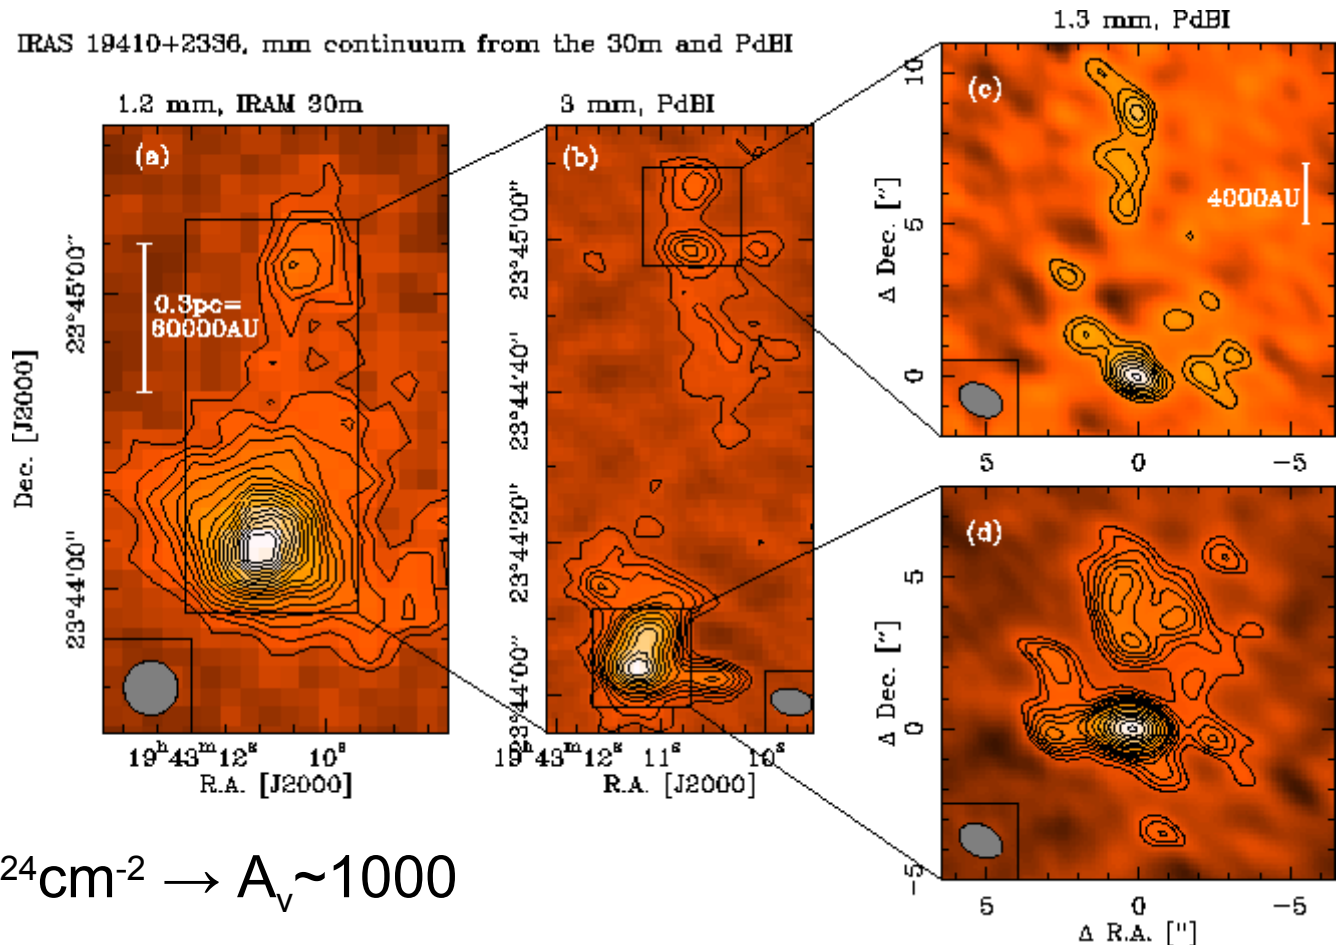 IRAS 19410+2336, mm continuum from the 30m and PdBI
1.2 mm, IRAM 30m
(a)
0.3pc=
60000AU
Dec. [J2000]
22°45'00"
23°44'00"
19ʰ43ᵐ12ˢ
10ˢ
R.A. [J2000]
3 mm, PdBI
(b)
23°45'00"
23°44'40"
23°44'20"
23°44'00"
19ʰ43ᵐ12ˢ
11ˢ
10ˢ
R.A. [J2000]
1.3 mm, PdBI
(c)
4000AU
Δ Dec. ["]
10
5
0
5
0
−5
(d)
Δ Dec. ["]
5
0
−5
5
0
−5
Δ R.A. ["]
²⁴cm⁻² → Aᵥ~1000